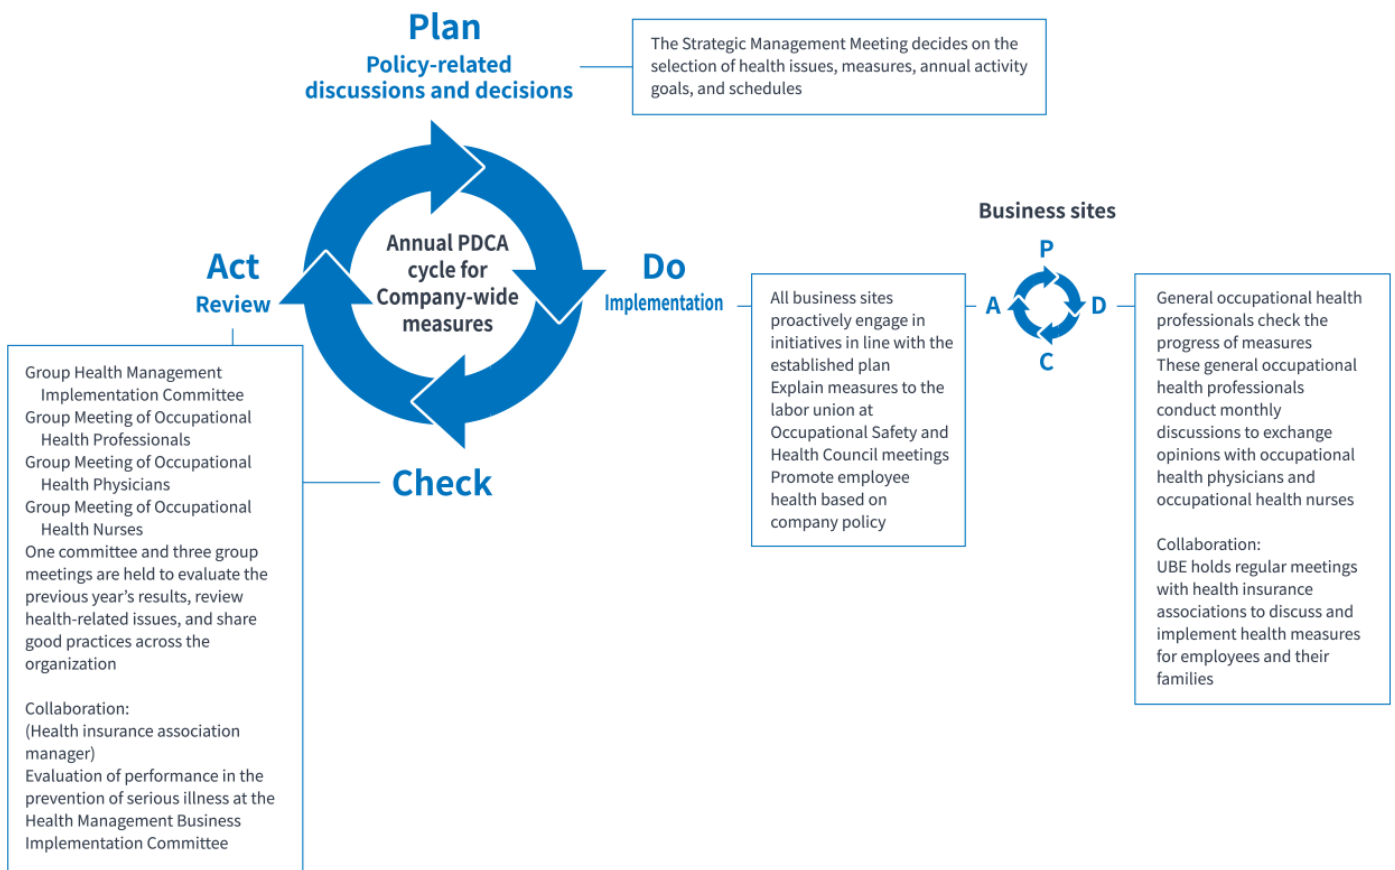 Plan
Policy-related
discussions and decisions
The Strategic Management Meeting decides on the
selection of health issues, measures, annual activity
goals, and schedules
Annual PDCA
cycle for
Company-wide
measures
Act
Review
Do
Implementation
Check
Group Health Management
Implementation Committee
Group Meeting of Occupational
Health Professionals
Group Meeting of Occupational
Health Physicians
Group Meeting of Occupational
Health Nurses
One committee and three group
meetings are held to evaluate the
previous year’s results, review
health-related issues, and share
good practices across the
organization
Collaboration:
(Health insurance association
manager)
Evaluation of performance in the
prevention of serious illness at the
Health Management Business
Implementation Committee
All business sites
proactively engage in
initiatives in line with the
established plan
Explain measures to the
labor union at
Occupational Safety and
Health Council meetings
Promote employee
health based on
company policy
Business sites
P
A
D
C
General occupational health
professionals check the
progress of measures
These general occupational
health professionals
conduct monthly
discussions to exchange
opinions with occupational
health physicians and
occupational health nurses
Collaboration:
UBE holds regular meetings
with health insurance
associations to discuss and
implement health measures
for employees and their
families